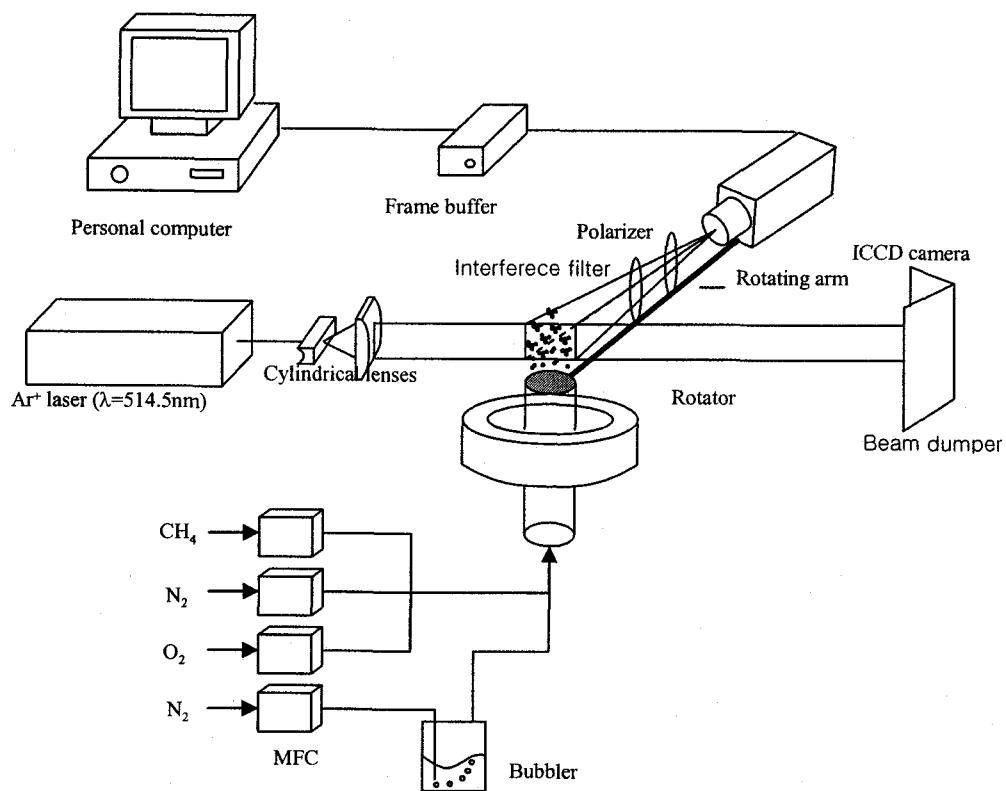 Personal computer
Frame buffer
Polarizer
Interferece filter
ICCD camera
Rotating arm
Cylindrical lenses
Ar⁺ laser (λ=514.5nm)
Rotator
Beam dumper
CH₄
N₂
O₂
N₂
MFC
Bubbler